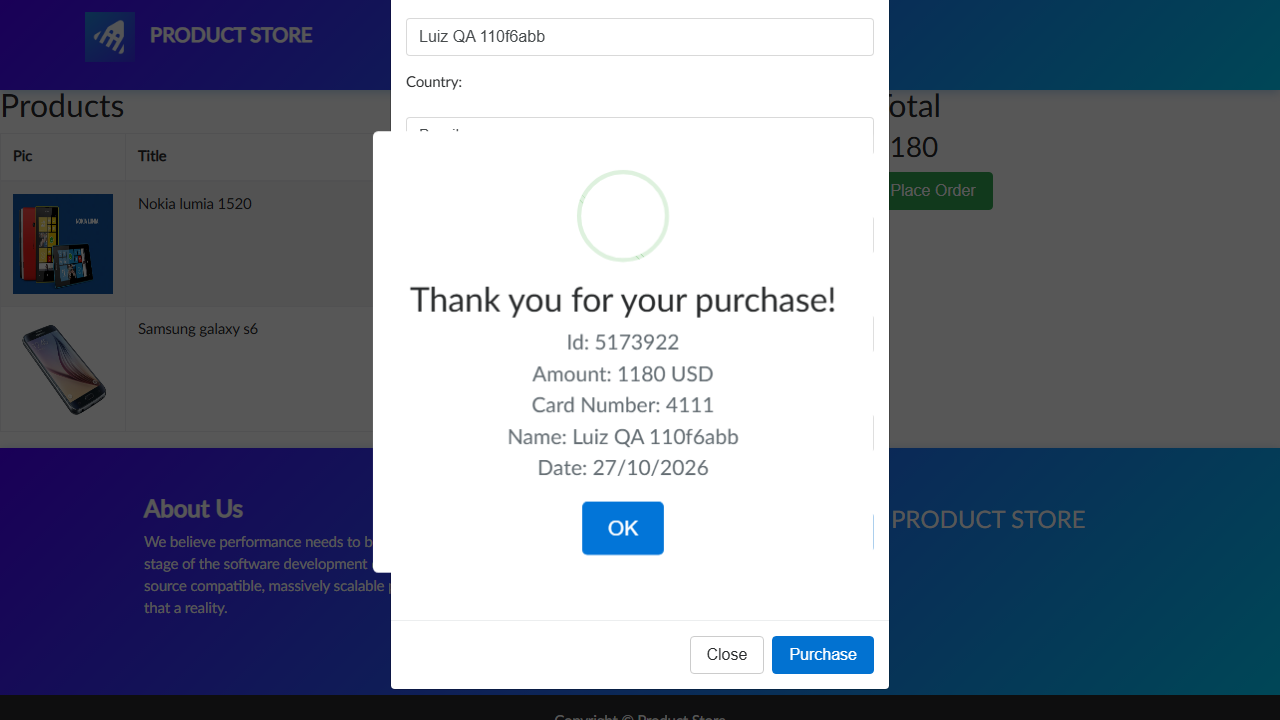 PRODUCT STORE
Luiz QA 110f6abb
Country:
Products
Total
Pic
Title
180
Nokia lumia 1520
Place Order
Samsung galaxy s6
Thank you for your purchase!
Id: 5173922
Amount: 1180 USD
Card Number: 4111
Name: Luiz QA 110f6abb
Date: 27/10/2026
OK
About Us
We believe performance needs to b
stage of the software development
source compatible, massively scalable
that a reality.
PRODUCT STORE
Close
Purchase
Copyright © Product Store